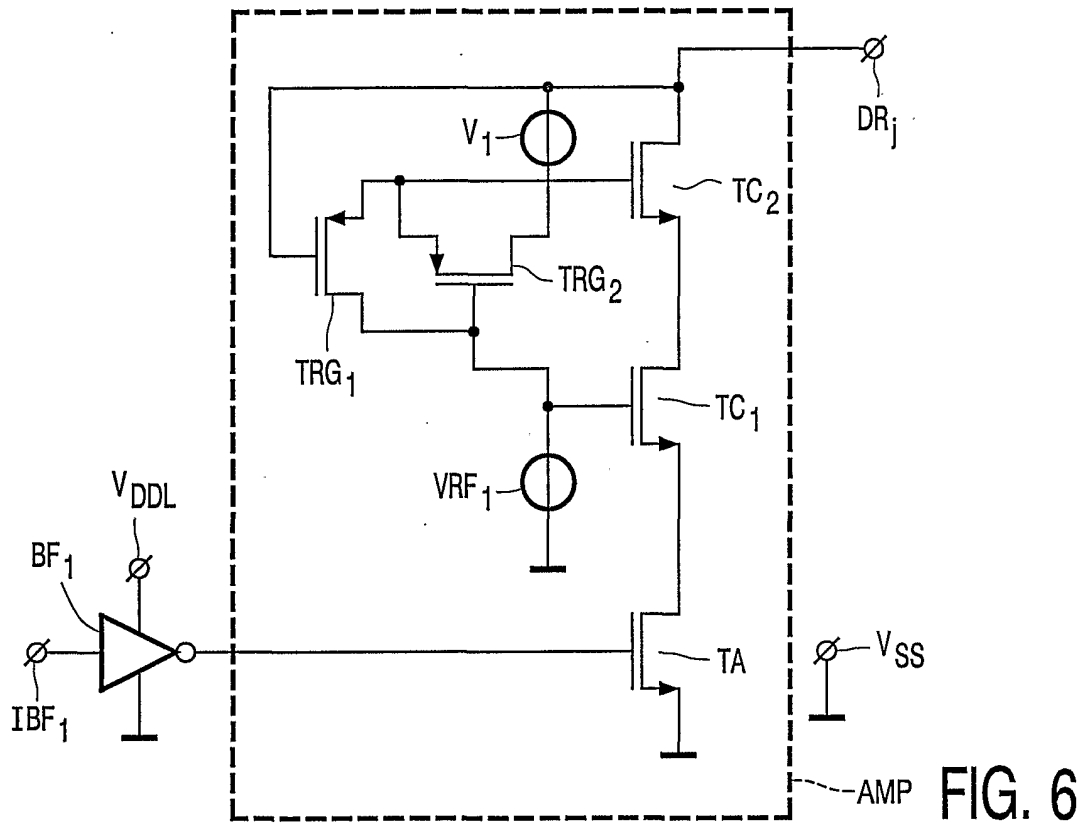 DRj
V1
TC2
TRG2
TRG1
TC1
VRF1
VDDL
BF1
TA
VSS
IBF1
AMP
FIG. 6